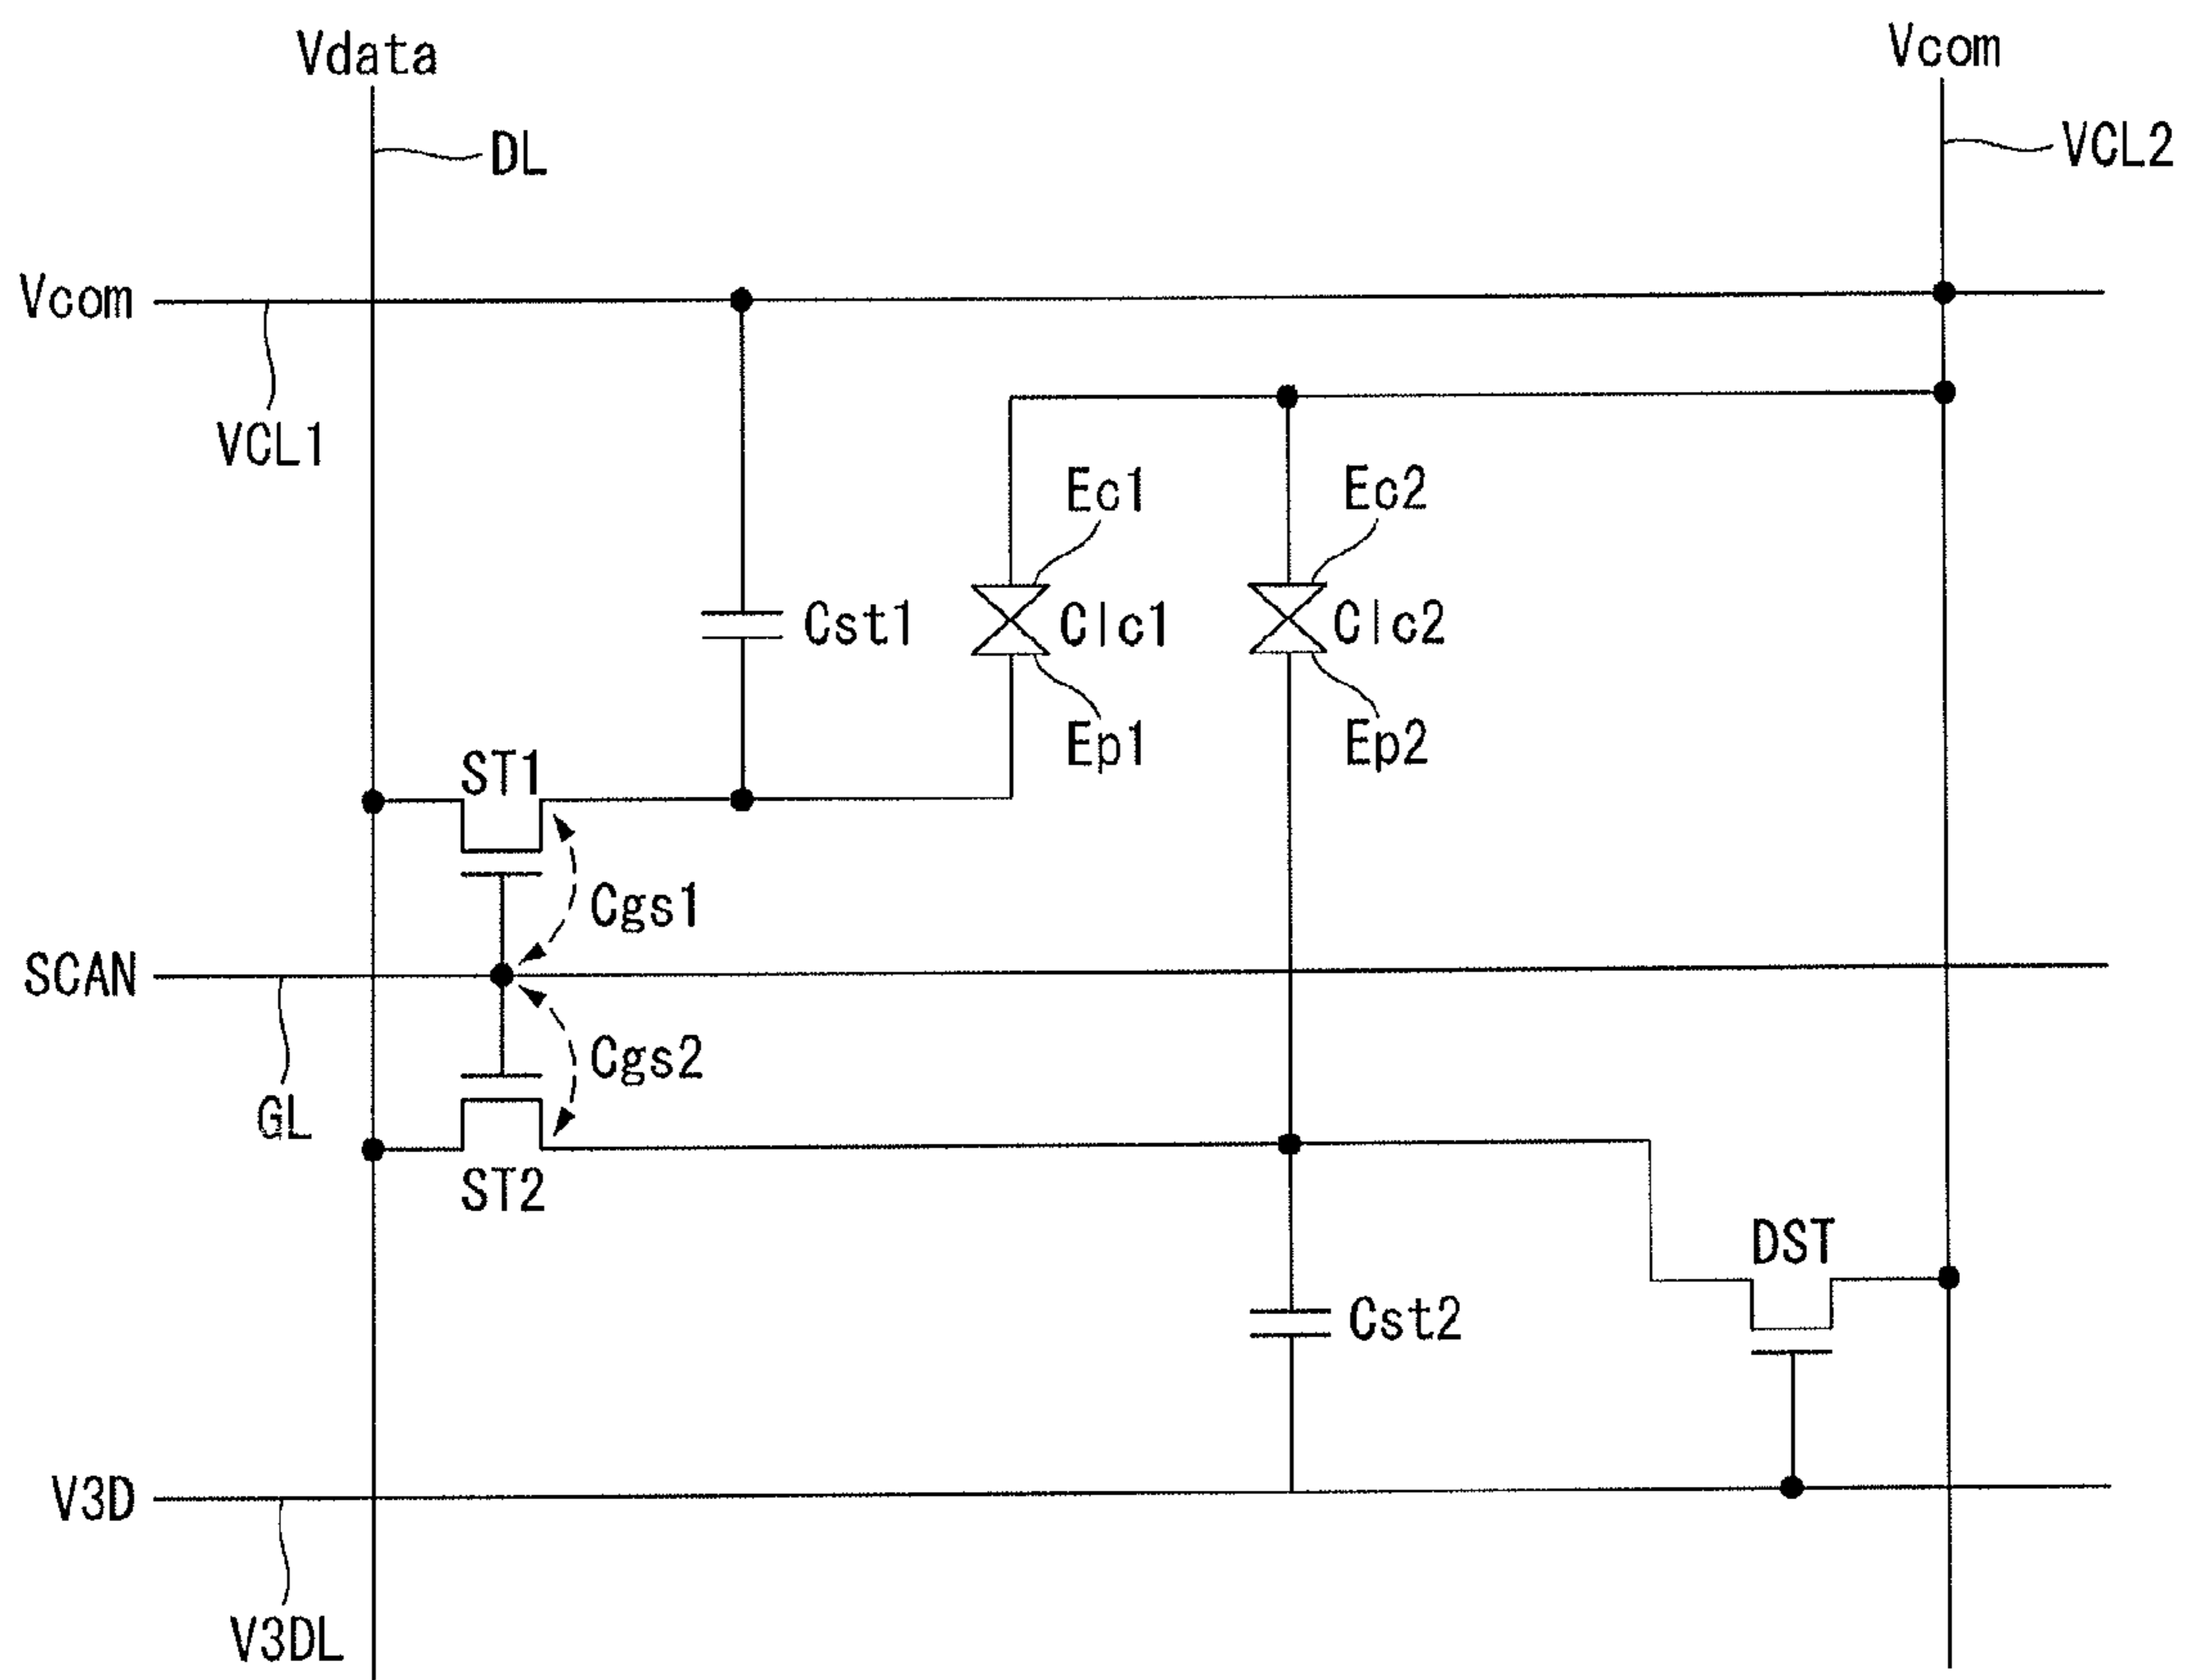 Vdata
Vcom
DL
VCL2
Vcom
VCL1
Ec1
Ec2
Cst1
Clc1
Clc2
Ep1
Ep2
ST1
Cgs1
SCAN
Cgs2
GL
ST2
DST
Cst2
V3D
V3DL